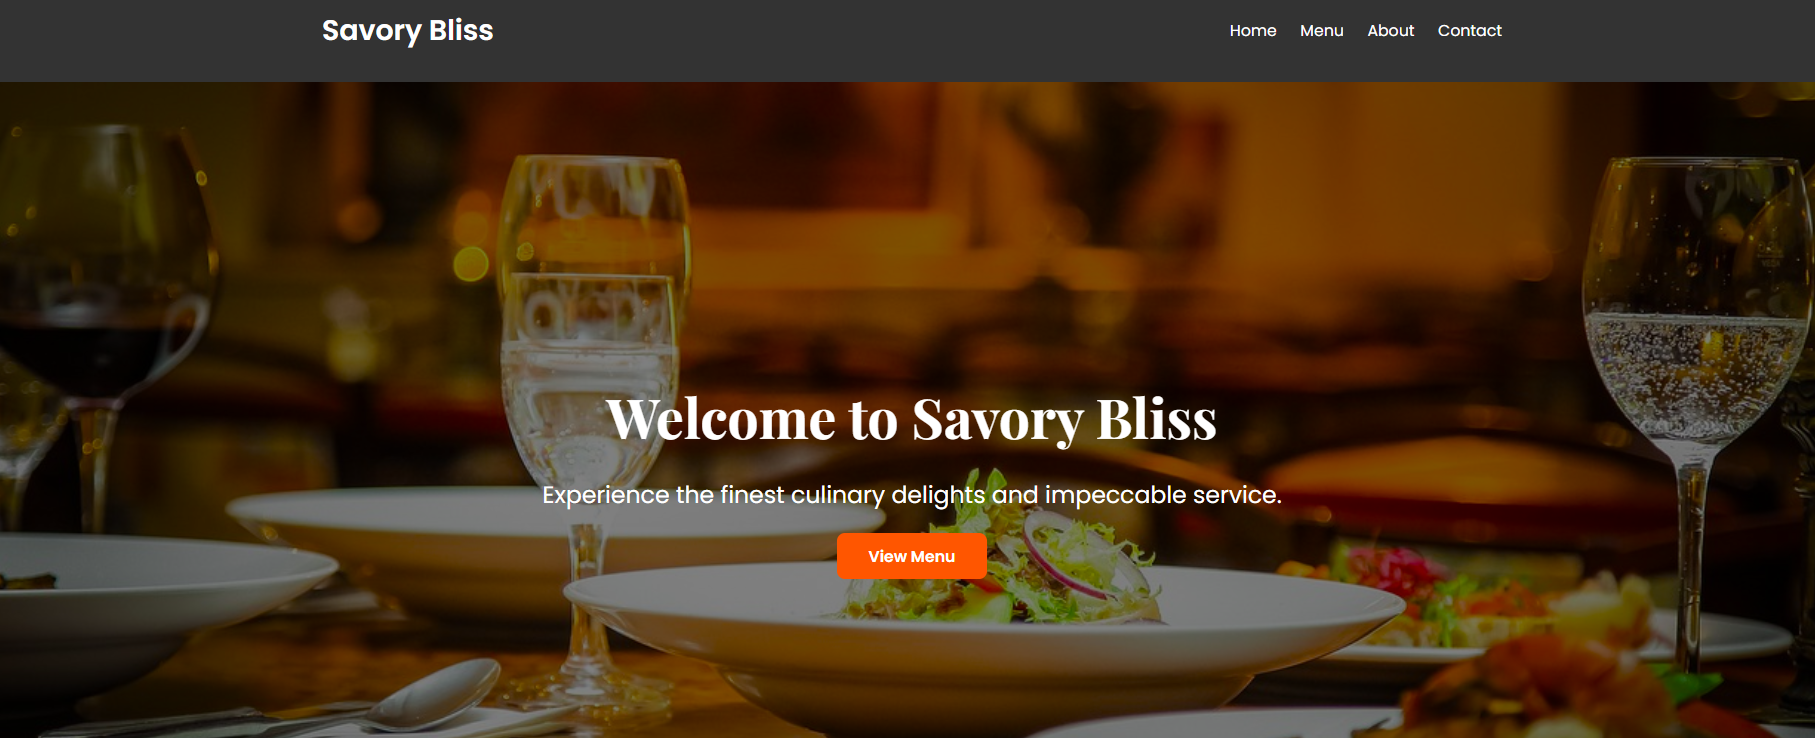 Savory Bliss
Home Menu About Contact
Welcome to Savory Bliss
Experience the finest culinary delights and impeccable service.
View Menu